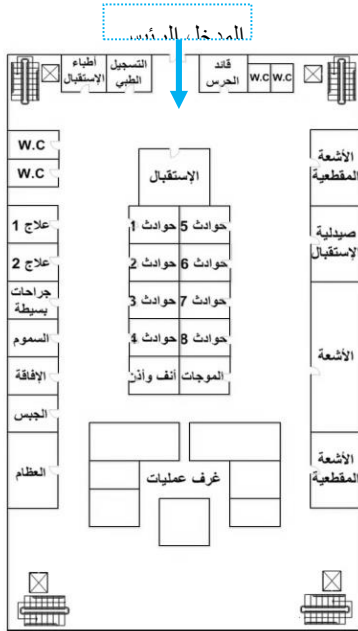 المدخل الرئيس
قائد الحرس
W.C
W.C
التسجيل الطبي
أطباء الإستقبال
W.C
W.C
الإستقبال
الأشعة المقطعية
صيدلية الإستقبال
الأشعة
الأشعة المقطعية
حوادث 5
حوادث 1
حوادث 6
حوادث 2
حوادث 7
حوادث 3
حوادث 8
حوادث 4
الموجات
أنف وأذن
علاج 1
علاج 2
جراحات بسيطة
السموم
الإفاقة
الجبس
العظام
غرف عمليات